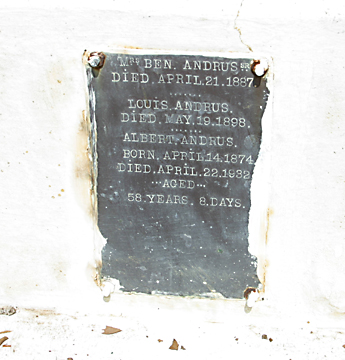 Mrs BEN. ANDRUS SR
DIED. APRIL. 21. 1887.
.......
LOUIS. ANDRUS.
DIED. MAY. 19. 1898.
.......
ALBERT. ANDRUS.
BORN. APRIL. 14. 1874
DIED. APRIL. 22. 1932
...AGED...
58. YEARS. 8. DAYS.